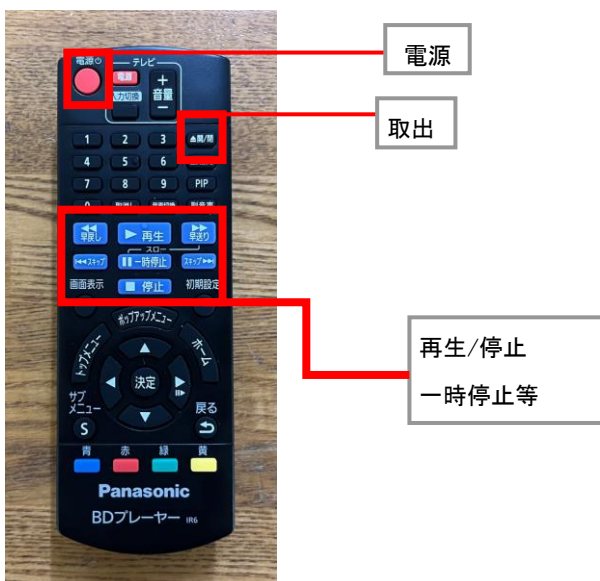 電源
取出
再生/停止
一時停止等
電源
テレビ
電源
+
入力切換
音量
−
1 2 3 ▲開/閉
4 5 6
7 8 9 PIP
早戻し 再生 早送り
スロー
スキップ 一時停止 スキップ
画面表示 停止 初期設定
ポップアップメニュー
トップメニュー
ホーム
決定
サブ
メニュー
戻る
S
青 赤 緑 黄
Panasonic
BDプレーヤー IR6